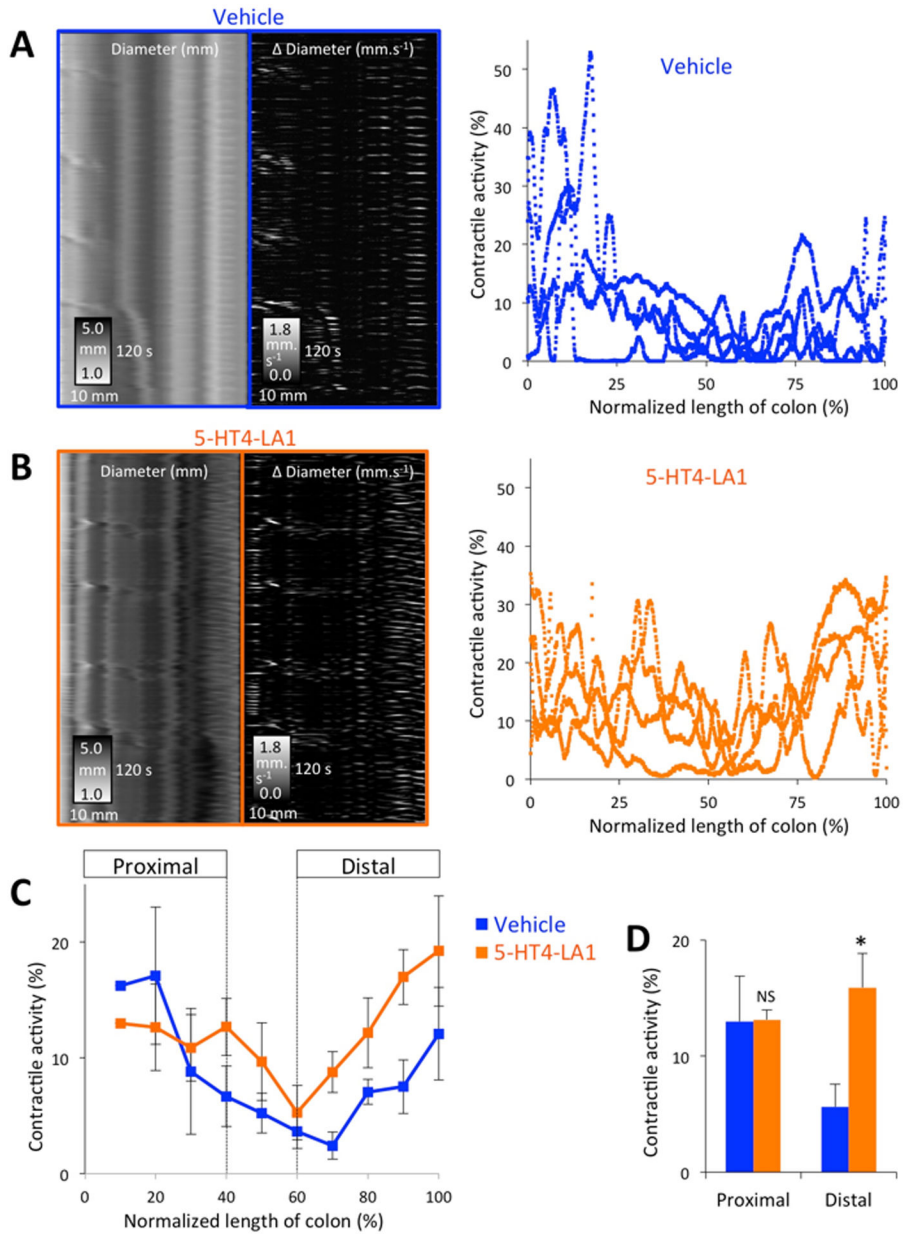 Vehicle
A
Diameter (mm)
Δ Diameter (mm.s⁻¹)
5.0
mm
1.0
120 s
10 mm
1.8
mm.
s⁻¹
0.0
120 s
10 mm
Vehicle
Contractile activity (%)
50
40
30
20
10
0
0 25 50 75 100
Normalized length of colon (%)
5-HT4-LA1
B
Diameter (mm)
Δ Diameter (mm.s⁻¹)
5.0
mm
1.0
120 s
10 mm
1.8
mm.
s⁻¹
0.0
120 s
10 mm
5-HT4-LA1
Contractile activity (%)
50
40
30
20
10
0
0 25 50 75 100
Normalized length of colon (%)
C
Proximal
Distal
Contractile activity (%)
20
10
0
0 20 40 60 80 100
Normalized length of colon (%)
Vehicle
5-HT4-LA1
D
Contractile activity (%)
20
10
0
NS
*
Proximal Distal